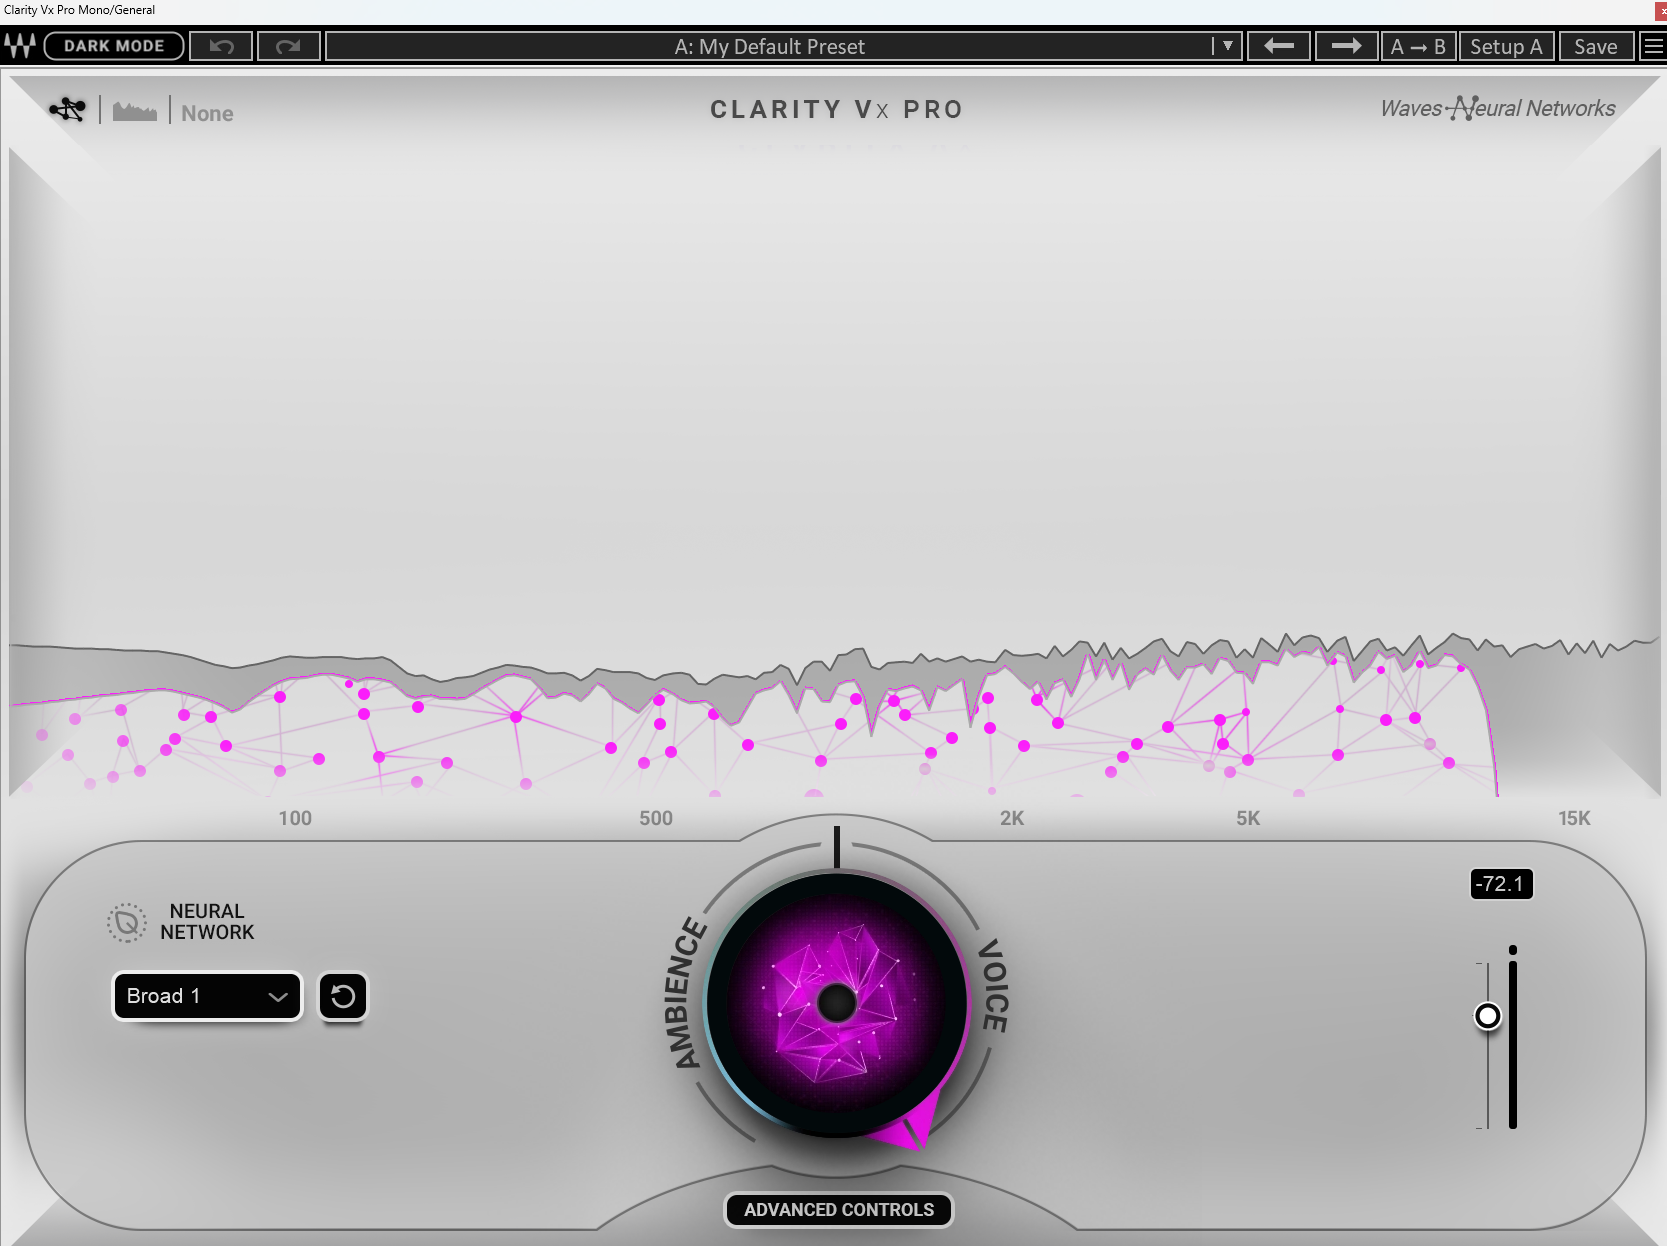 Clarity Vx Pro Mono/General
DARK MODE
A: My Default Preset
A → B
Setup A
Save
None
CLARITY Vx PRO
Waves Neural Networks
100
500
2K
5K
15K
NEURAL
NETWORK
Broad 1
AMBIENCE
VOICE
-72.1
ADVANCED CONTROLS